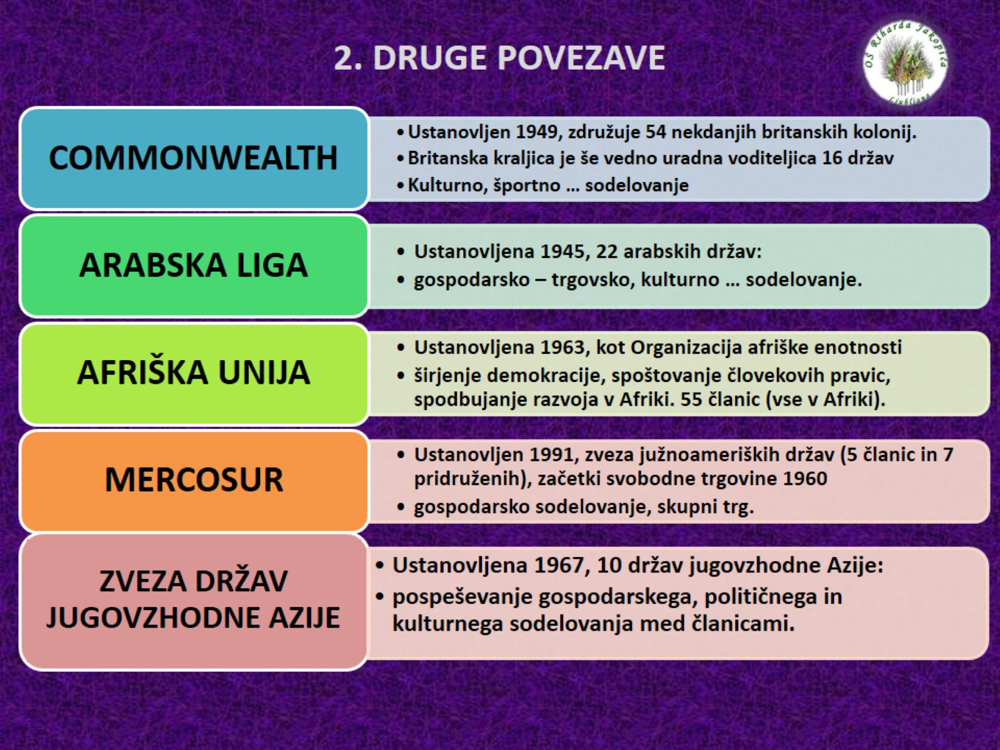 2. DRUGE POVEZAVE
OŠ Riharda Jakopiča
Ljubljana
COMMONWEALTH
•Ustanovljen 1949, združuje 54 nekdanjih britanskih kolonij.
•Britanska kraljica je še vedno uradna voditeljica 16 držav
•Kulturno, športno ... sodelovanje
ARABSKA LIGA
• Ustanovljena 1945, 22 arabskih držav:
• gospodarsko – trgovsko, kulturno ... sodelovanje.
AFRIŠKA UNIJA
• Ustanovljena 1963, kot Organizacija afriške enotnosti
• širjenje demokracije, spoštovanje človekovih pravic,
spodbujanje razvoja v Afriki. 55 članic (vse v Afriki).
MERCOSUR
• Ustanovljen 1991, zveza južnoameriških držav (5 članic in 7
pridruženih), začetki svobodne trgovine 1960
• gospodarsko sodelovanje, skupni trg.
ZVEZA DRŽAV
JUGOVZHODNE AZIJE
• Ustanovljena 1967, 10 držav jugovzhodne Azije:
• pospeševanje gospodarskega, političnega in
kulturnega sodelovanja med članicami.